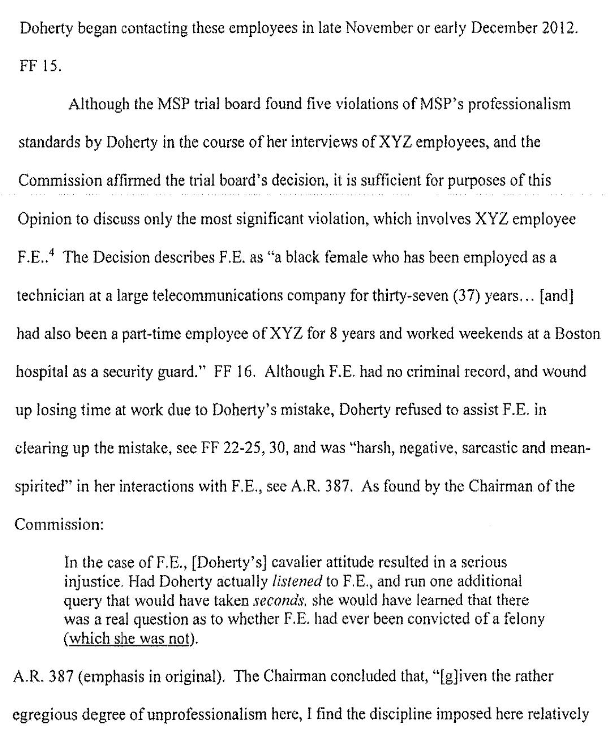 Doherty began contacting these employees in late November or early December 2012.
FF 15.
Although the MSP trial board found five violations of MSP's professionalism
standards by Doherty in the course of her interviews of XYZ employees, and the
Commission affirmed the trial board's decision, it is sufficient for purposes of this
Opinion to discuss only the most significant violation, which involves XYZ employee
F.E..4 The Decision describes F.E. as "a black female who has been employed as a
technician at a large telecommunications company for thirty-seven (37) years… [and]
had also been a part-time employee of XYZ for 8 years and worked weekends at a Boston
hospital as a security guard." FF 16. Although F.E. had no criminal record, and wound
up losing time at work due to Doherty's mistake, Doherty refused to assist F.E. in
clearing up the mistake, see FF 22-25, 30, and was "harsh, negative, sarcastic and mean-
spirited" in her interactions with F.E., see A.R. 387. As found by the Chairman of the
Commission:
In the case of F.E., [Doherty's] cavalier attitude resulted in a serious
injustice. Had Doherty actually listened to F.E., and run one additional
query that would have taken seconds, she would have learned that there
was a real question as to whether F.E. had ever been convicted of a felony
(which she was not).
A.R. 387 (emphasis in original). The Chairman concluded that, "[g]iven the rather
egregious degree of unprofessionalism here, I find the discipline imposed here relatively